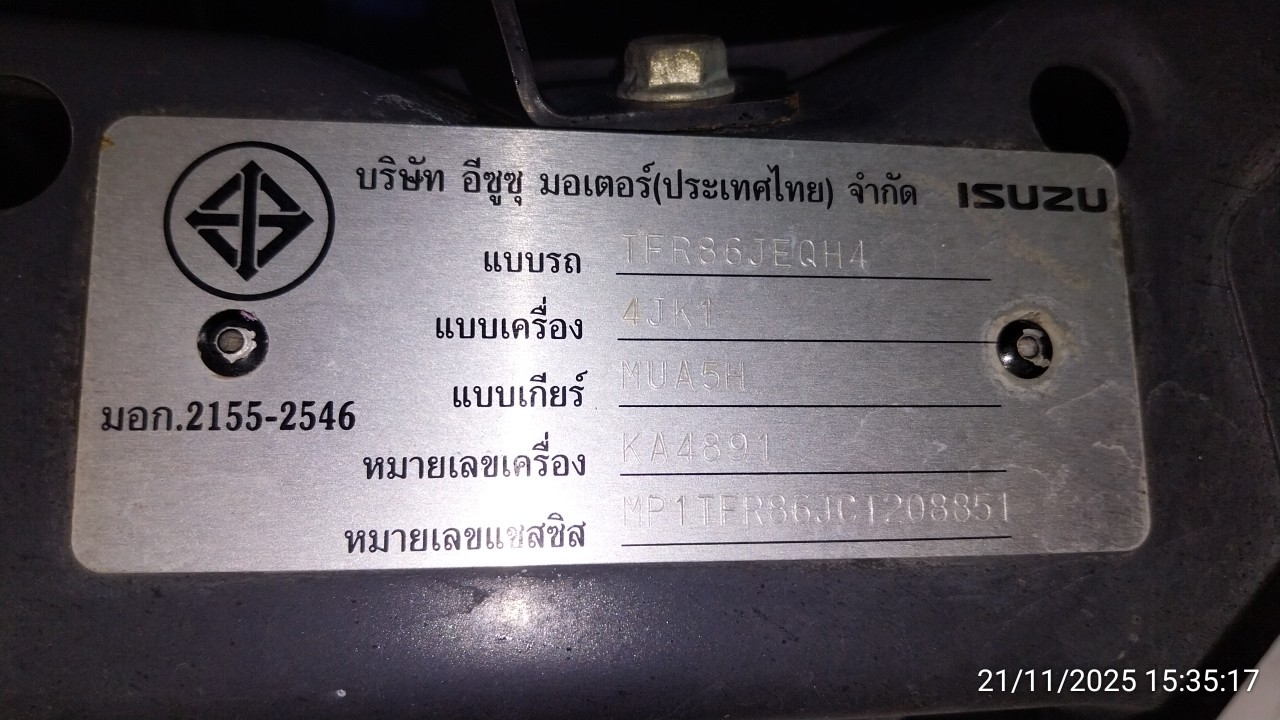 บริษัท อีซูซุ มอเตอร์(ประเทศไทย) จำกัด ISUZU
แบบรถ TFR86JEQH4
แบบเครื่อง 4JK1
แบบเกียร์ MUA5H
มอก.2155-2546
หมายเลขเครื่อง KA4891
หมายเลขแชสซิส MP1TFR86JCT208851
21/11/2025 15:35:17